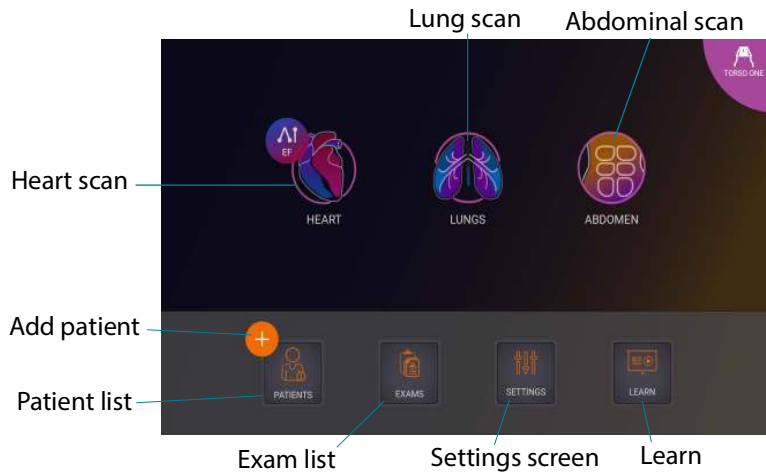 Lung scan
Abdominal scan
TORSO ONE
AI
EF
Heart scan
HEART
LUNGS
ABDOMEN
Add patient
+
Patient list
PATIENTS
EXAMS
SETTINGS
LEARN
Exam list
Settings screen
Learn